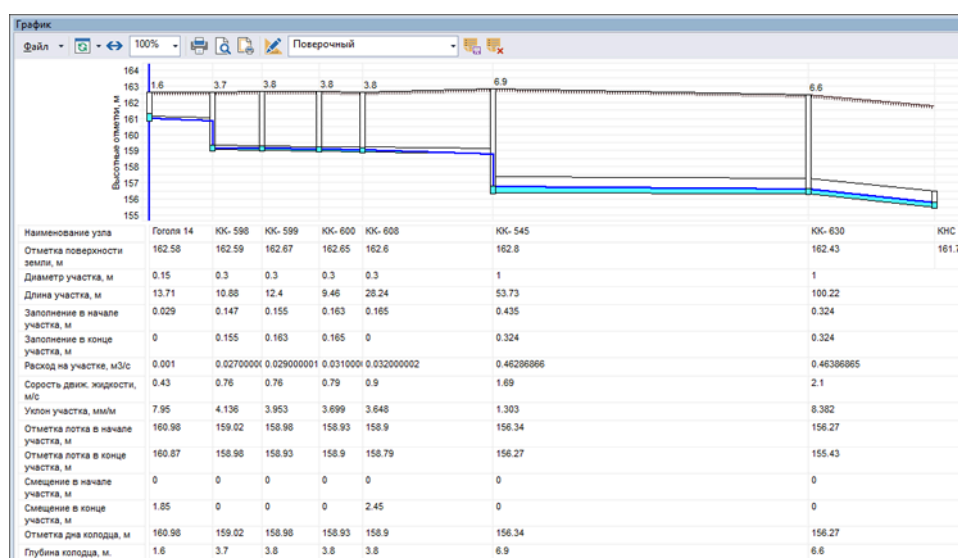 График
Файл 100% Поверочный
164
163
162
161
160
159
158
157
156
155
Высотные отметки, м
1.6 3.7 3.8 3.8 3.8 6.9 6.6
Наименование узла Гоголя 14 КК- 598 КК- 599 КК- 600 КК- 608 КК- 545 КК- 630 КНС
Отметка поверхности 162.58 162.59 162.67 162.65 162.6 162.8 162.43 161.7
земли, м
Диаметр участка, м 0.15 0.3 0.3 0.3 0.3 1 1
Длина участка, м 13.71 10.88 12.4 9.46 28.24 53.73 100.22
Заполнение в начале 0.029 0.147 0.155 0.163 0.165 0.435 0.324
участка, м
Заполнение в конце 0 0.155 0.163 0.165 0 0.324 0.324
участка, м
Расход на участке, м3/с 0.001 0.0270000 0.029000001 0.031000 0.032000002 0.46286866 0.46386865
Сорость движ. жидкости, 0.43 0.76 0.76 0.79 0.9 1.69 2.1
м/с
Уклон участка, мм/м 7.95 4.136 3.953 3.699 3.648 1.303 8.382
Отметка лотка в начале 160.98 159.02 158.98 158.93 158.9 156.34 156.27
участка, м
Отметка лотка в конце 160.87 158.98 158.93 158.9 158.79 156.27 155.43
участка, м
Смещение в начале 0 0 0 0 0 0 0
участка, м
Смещение в конце 1.85 0 0 0 2.45 0 0
участка, м
Отметка дна колодца, м 160.98 159.02 158.98 158.93 158.9 156.34 156.27
Глубина колодца, м. 1.6 3.7 3.8 3.8 3.8 6.9 6.6